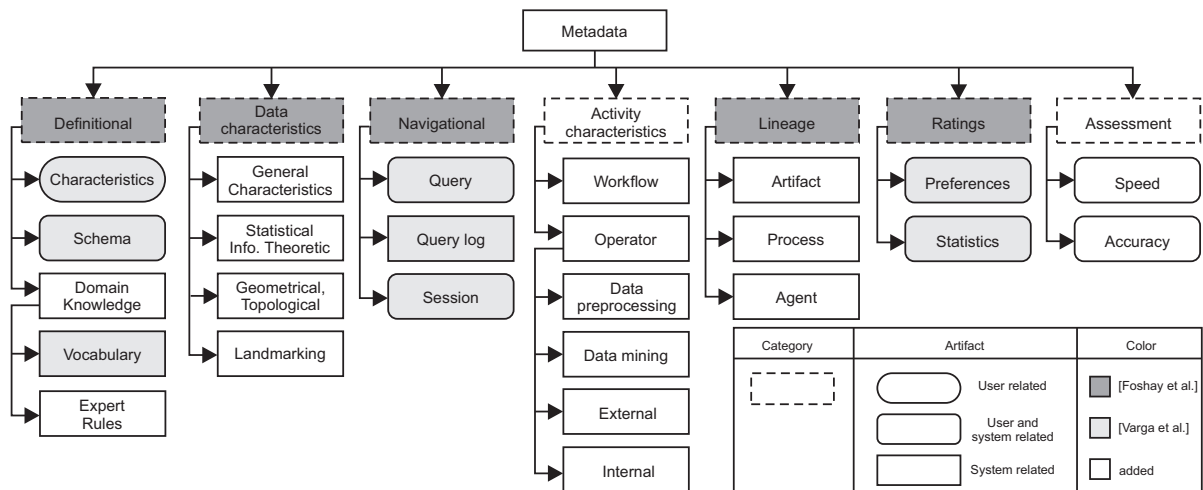 Metadata
Definitional
Characteristics
Schema
Domain
Knowledge
Vocabulary
Expert
Rules
Data
characteristics
General
Characteristics
Statistical
Info. Theoretic
Geometrical,
Topological
Landmarking
Navigational
Query
Query log
Session
Activity
characteristics
Workflow
Operator
Data
preprocessing
Data mining
External
Internal
Lineage
Artifact
Process
Agent
Ratings
Preferences
Statistics
Assessment
Speed
Accuracy
Category
Artifact
Color
User related
User and
system related
System related
[Foshay et al.]
[Varga et al.]
added